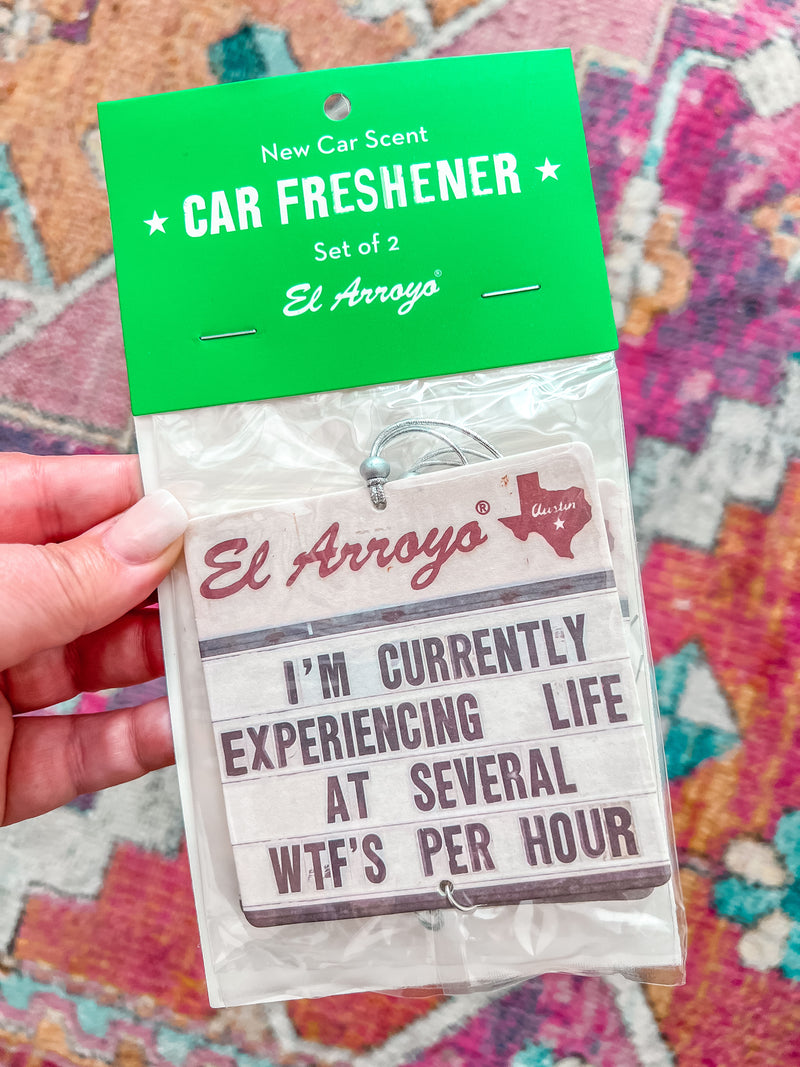 New Car Scent
★ CAR FRESHENER ★
Set of 2
El Arroyo®
El Arroyo®
Austin
I'M CURRENTLY
EXPERIENCING LIFE
AT SEVERAL
WTF'S PER HOUR